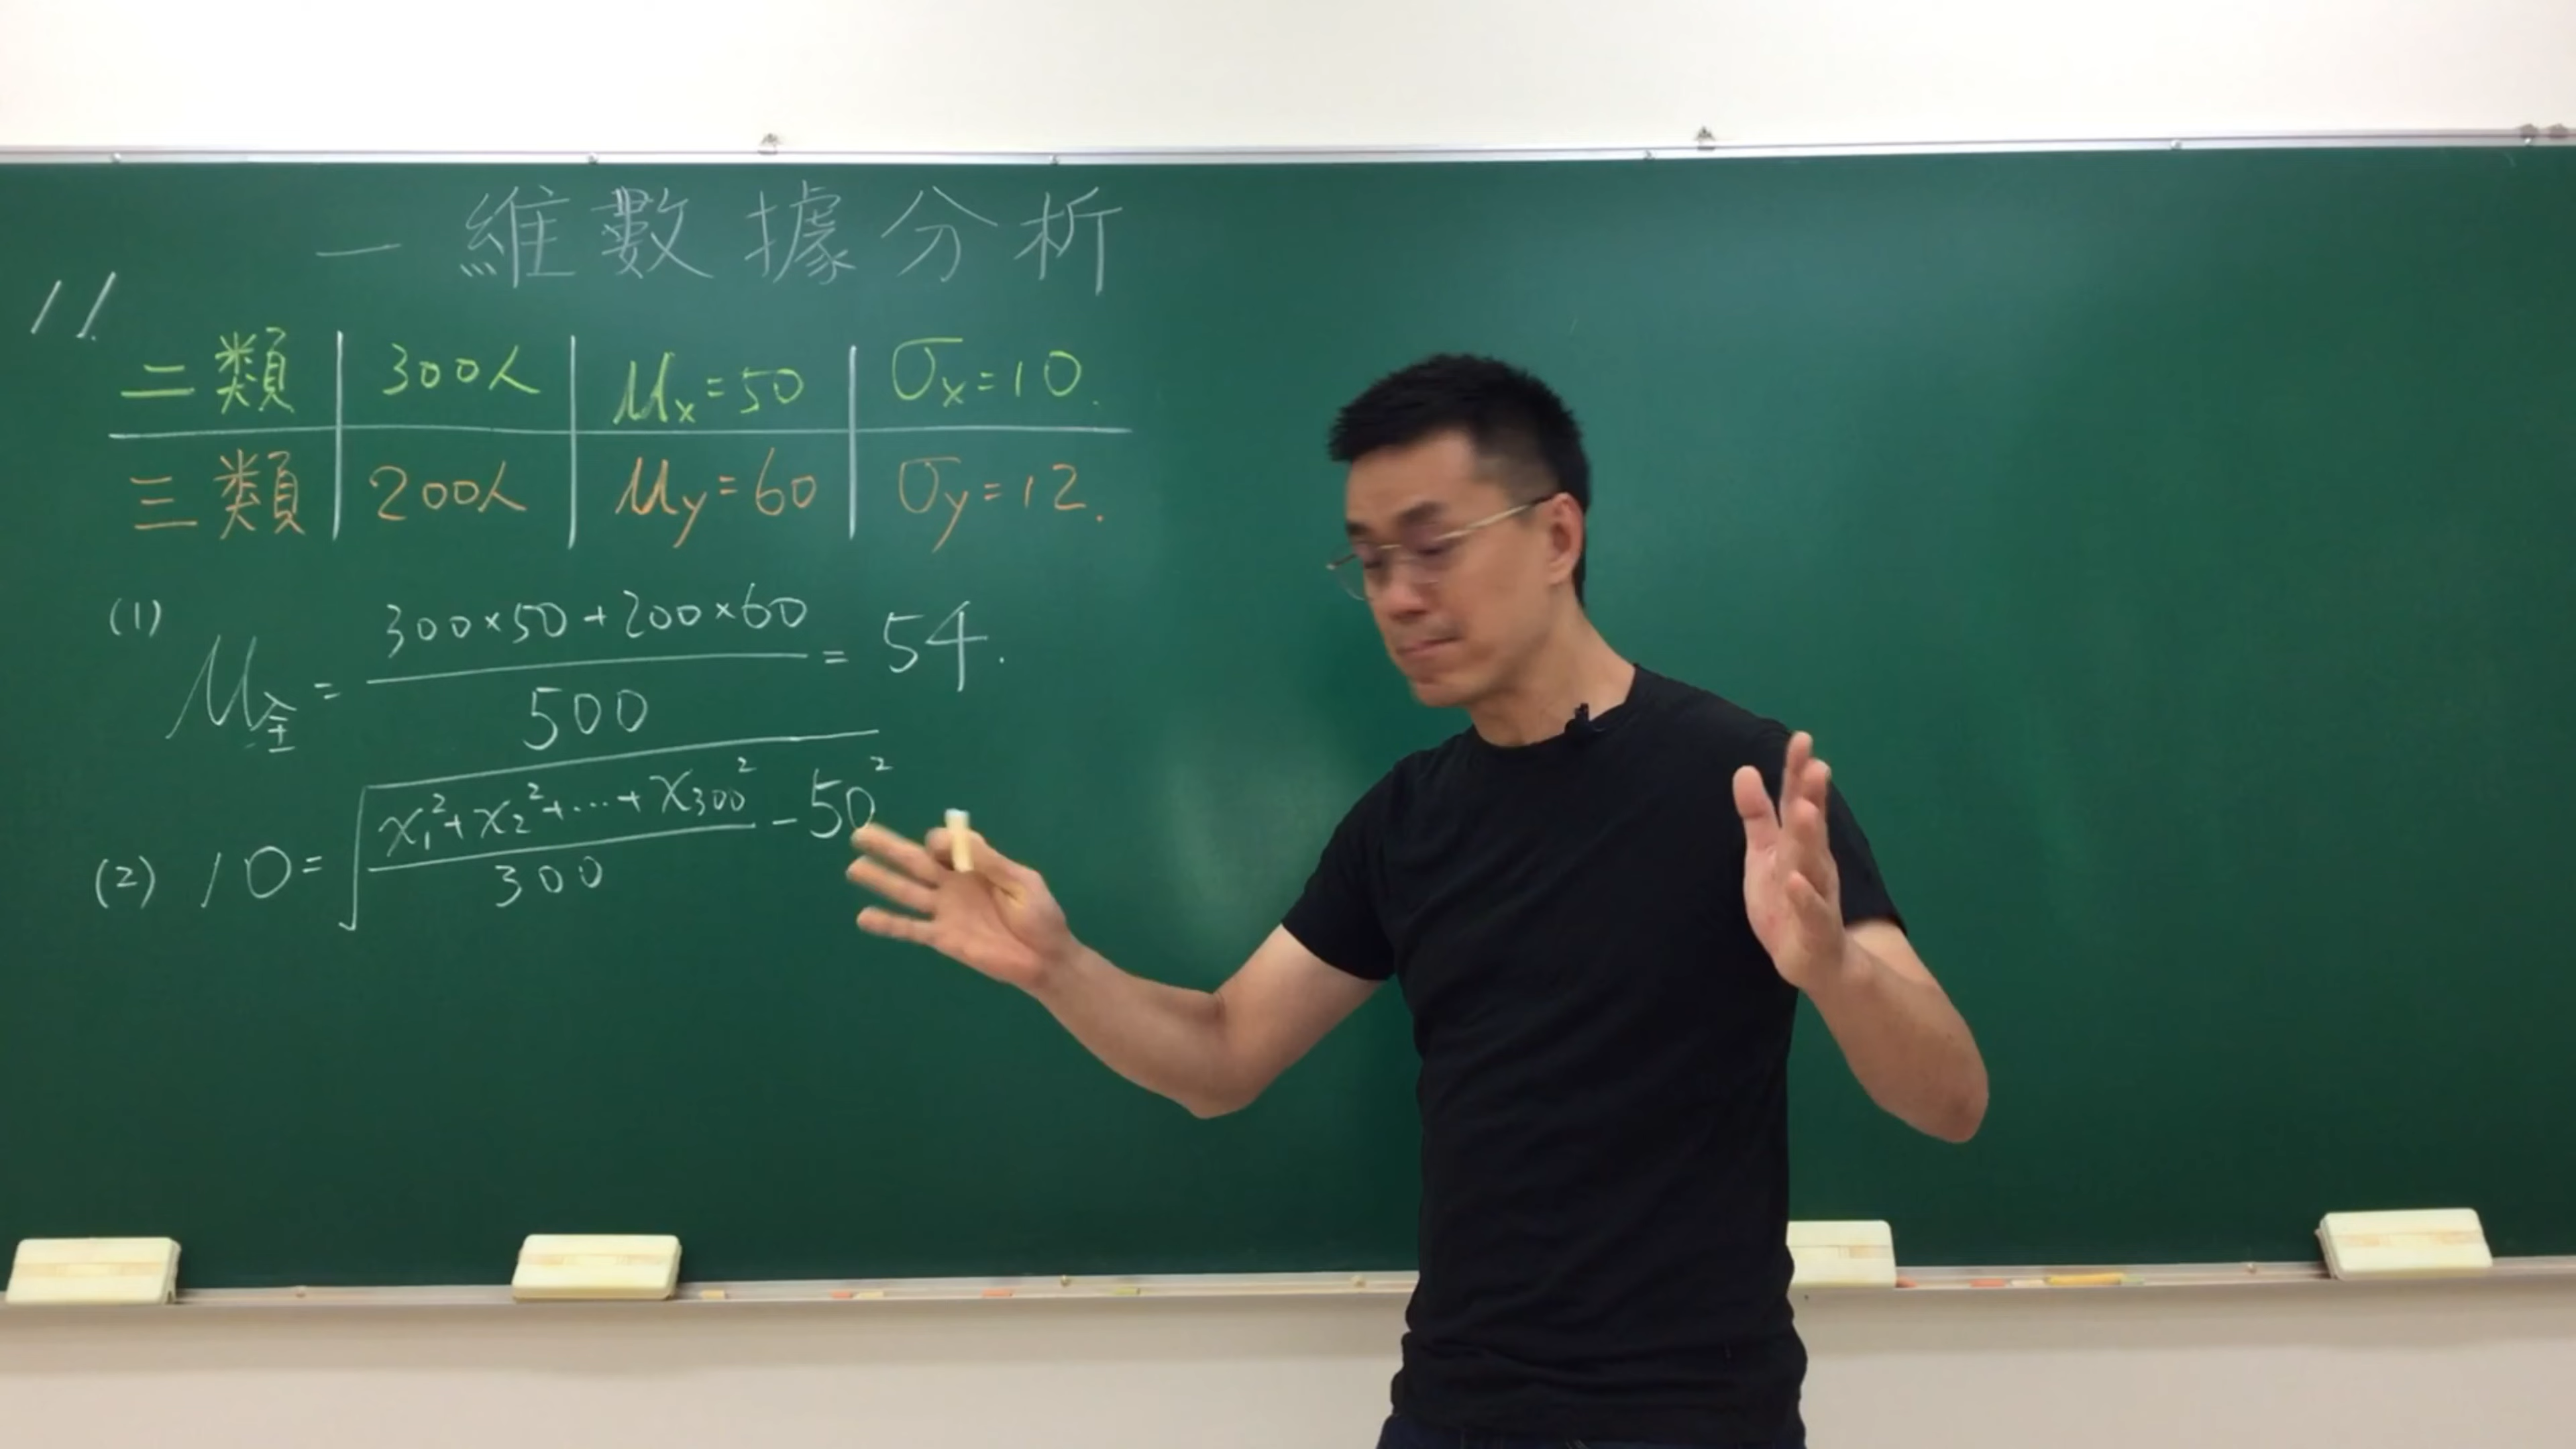 一維數據分析
11.
二類 300人 μx=50 σx=10.
三類 200人 μy=60 σy=12.
(1) μ全 = (300×50+200×60)/500 = 54.
(2) 10 = √((x₁²+x₂²+⋯+x₃₀₀²)/300 − 50²)